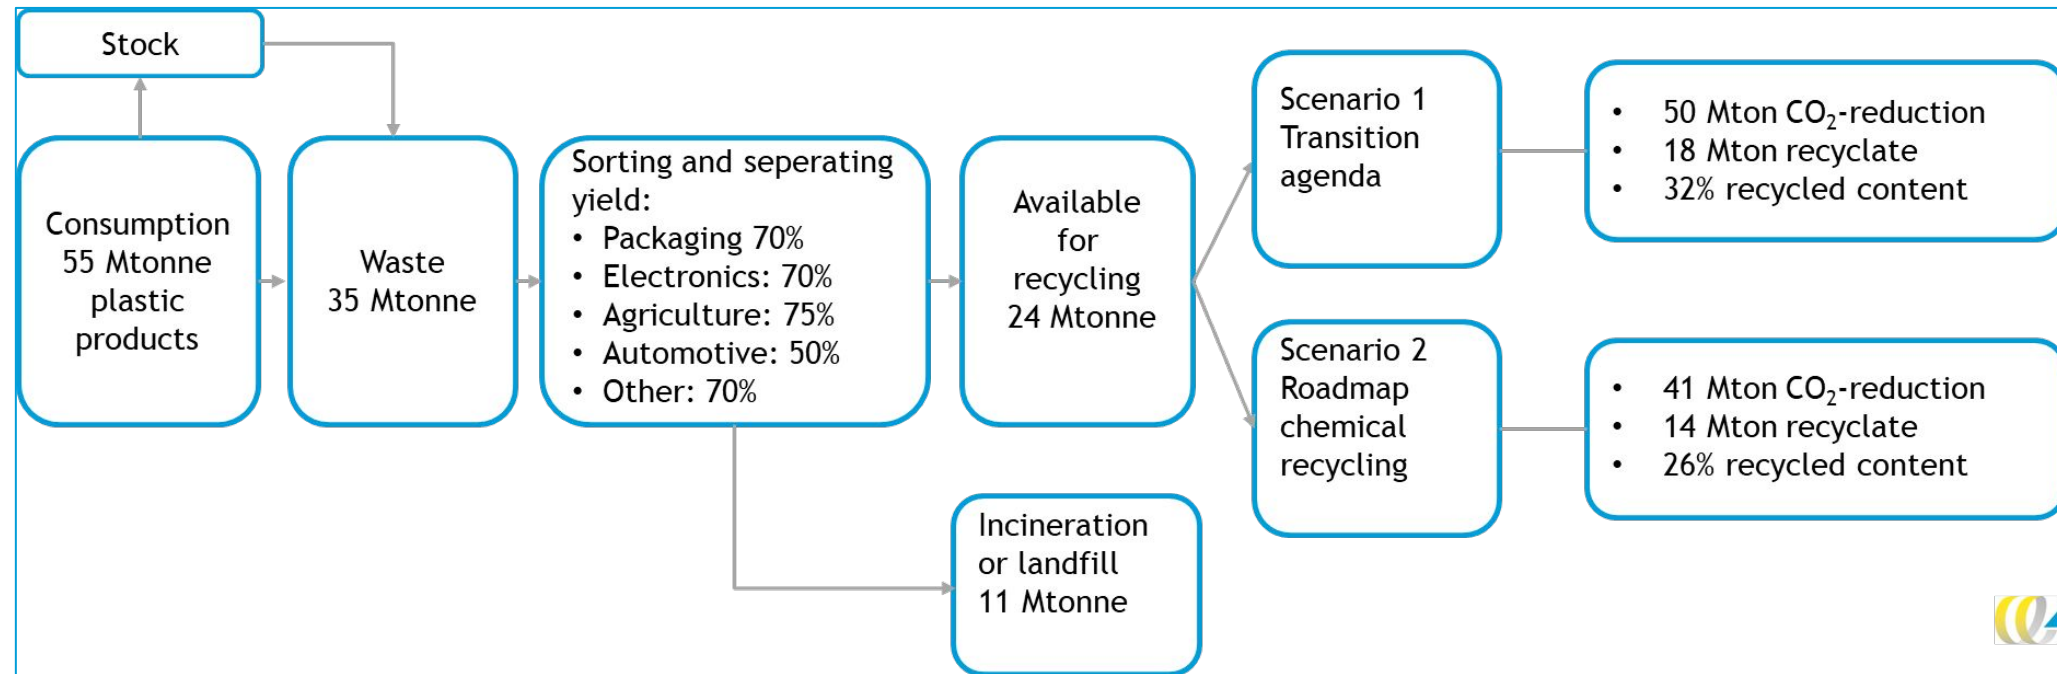 Stock
Consumption
55 Mtonne
plastic
products
Waste
35 Mtonne
Sorting and seperating
yield:
• Packaging 70%
• Electronics: 70%
• Agriculture: 75%
• Automotive: 50%
• Other: 70%
Available
for
recycling
24 Mtonne
Incineration
or landfill
11 Mtonne
Scenario 1
Transition
agenda
• 50 Mton CO₂-reduction
• 18 Mton recyclate
• 32% recycled content
Scenario 2
Roadmap
chemical
recycling
• 41 Mton CO₂-reduction
• 14 Mton recyclate
• 26% recycled content